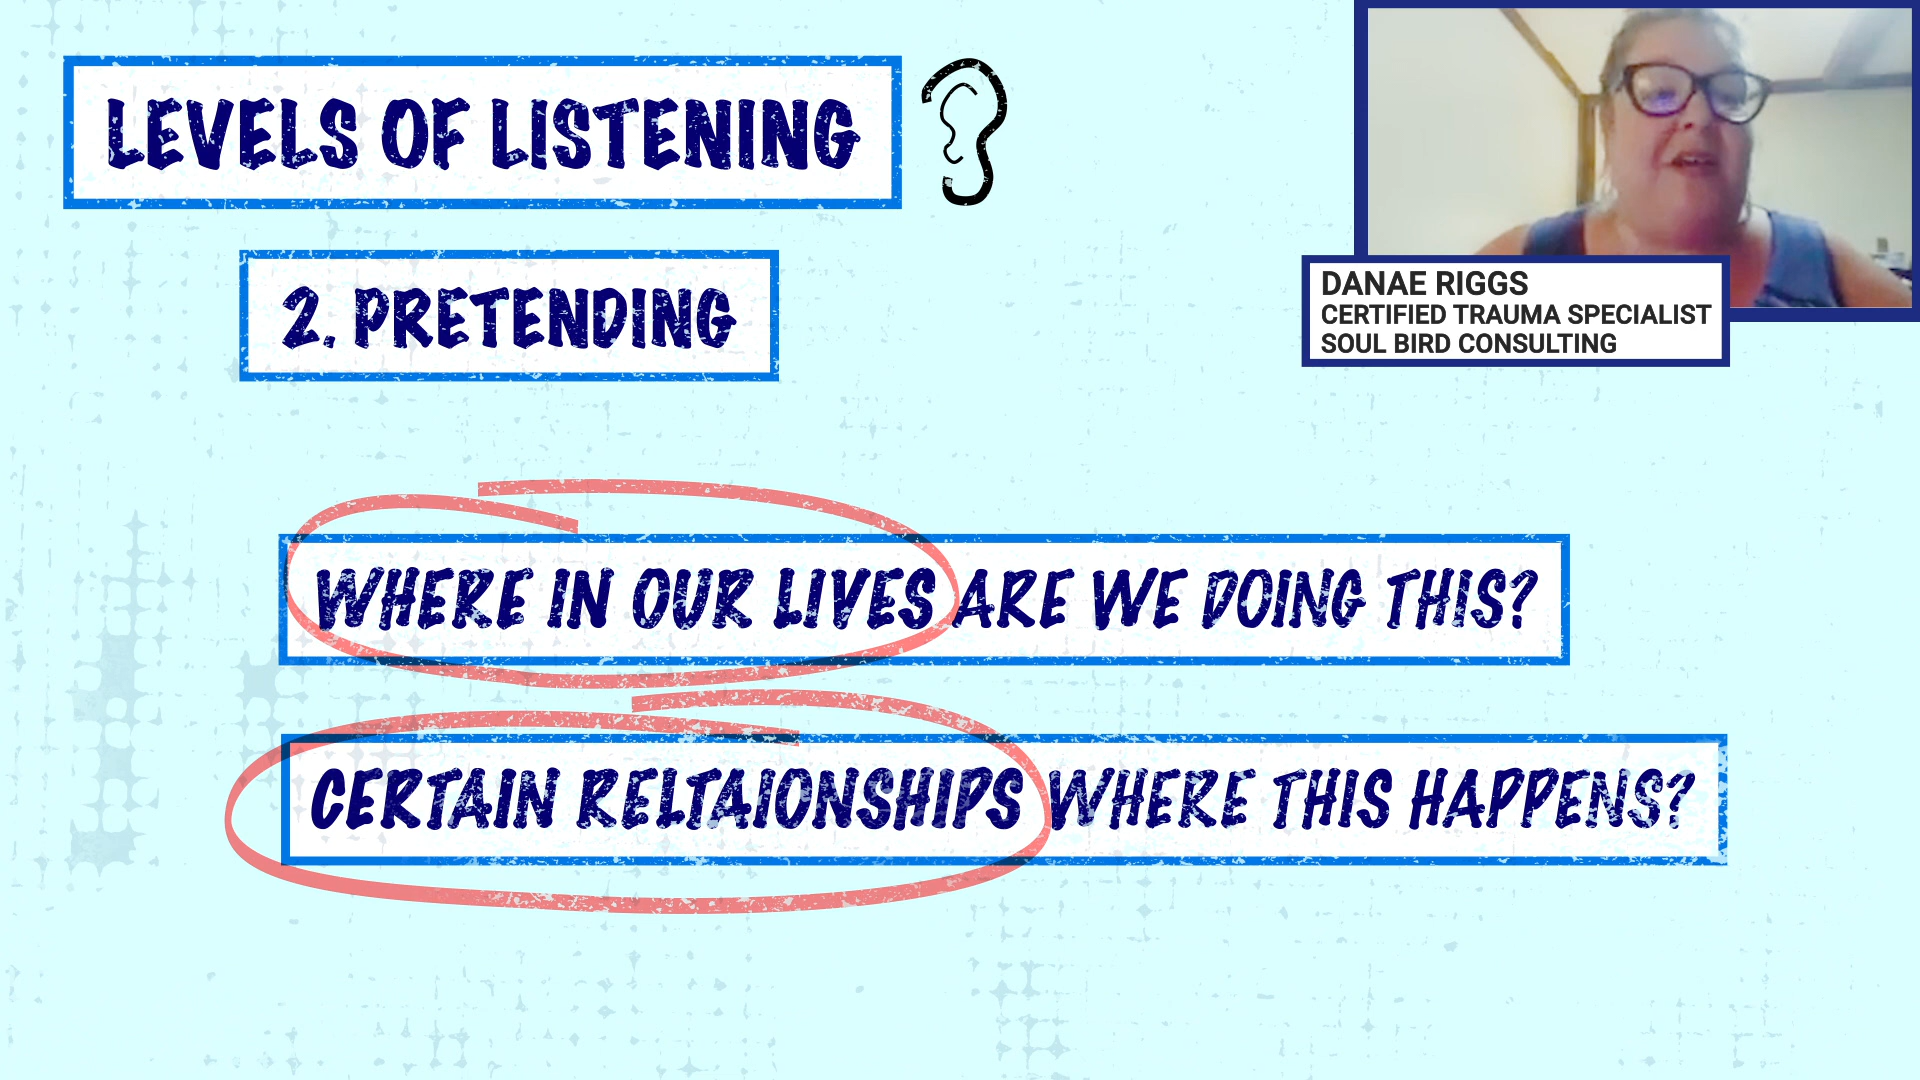 LEVELS OF LISTENING
2. PRETENDING
DANAE RIGGS
CERTIFIED TRAUMA SPECIALIST
SOUL BIRD CONSULTING
WHERE IN OUR LIVES ARE WE DOING THIS?
CERTAIN RELTAIONSHIPS WHERE THIS HAPPENS?